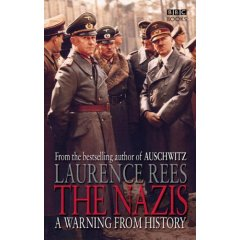 BBC
BOOKS
From the bestselling author of AUSCHWITZ
LAURENCE REES
THE NAZIS
A WARNING FROM HISTORY